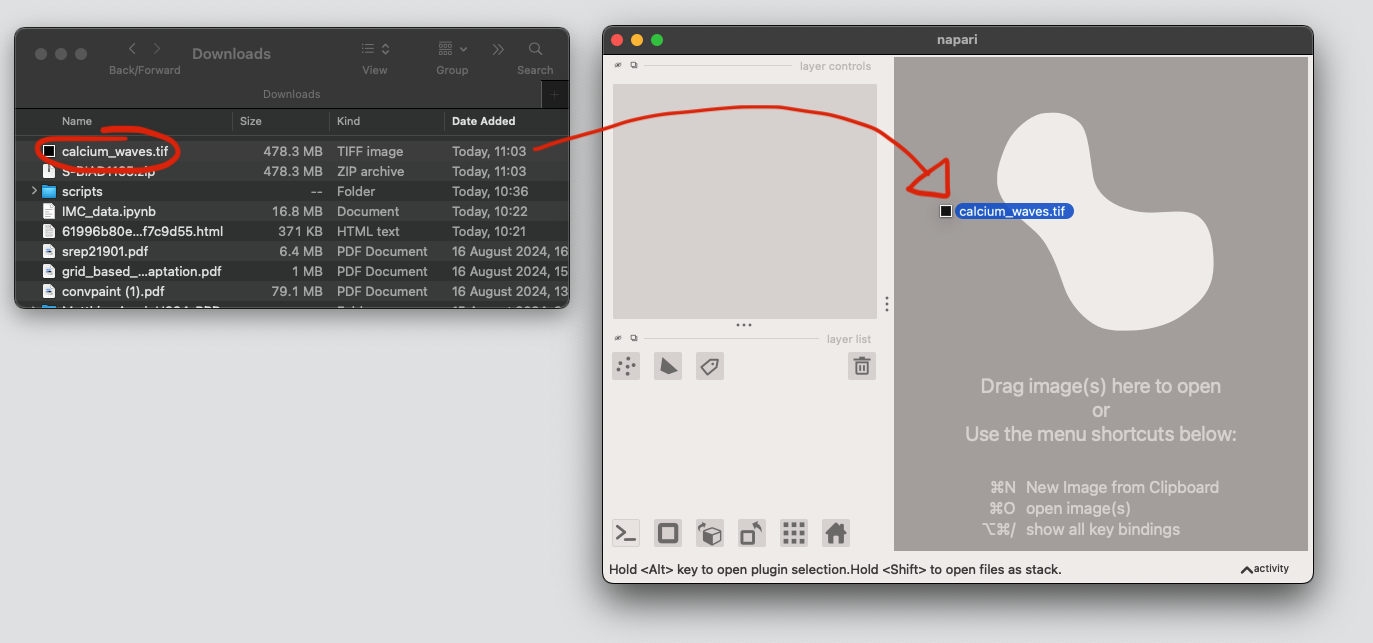 Downloads
Back/Forward
View
Group
Search
Downloads
Name Size Kind Date Added
calcium_waves.tif 478.3 MB TIFF image Today, 11:03
S-BIAD1135.zip 478.3 MB ZIP archive Today, 11:03
scripts -- Folder Today, 10:36
IMC_data.ipynb 16.8 MB Document Today, 10:22
61996b80e...f7c9d55.html 371 KB HTML text Today, 10:21
srep21901.pdf 6.4 MB PDF Document 16 August 2024, 16
grid_based_...aptation.pdf 1 MB PDF Document 16 August 2024, 15
convpaint (1).pdf 79.1 MB PDF Document 16 August 2024, 13
napari
layer controls
calcium_waves.tif
layer list
Drag image(s) here to open
or
Use the menu shortcuts below:
⌘N New Image from Clipboard
⌘O open image(s)
⌥⌘/ show all key bindings
Hold <Alt> key to open plugin selection.Hold <Shift> to open files as stack.
activity